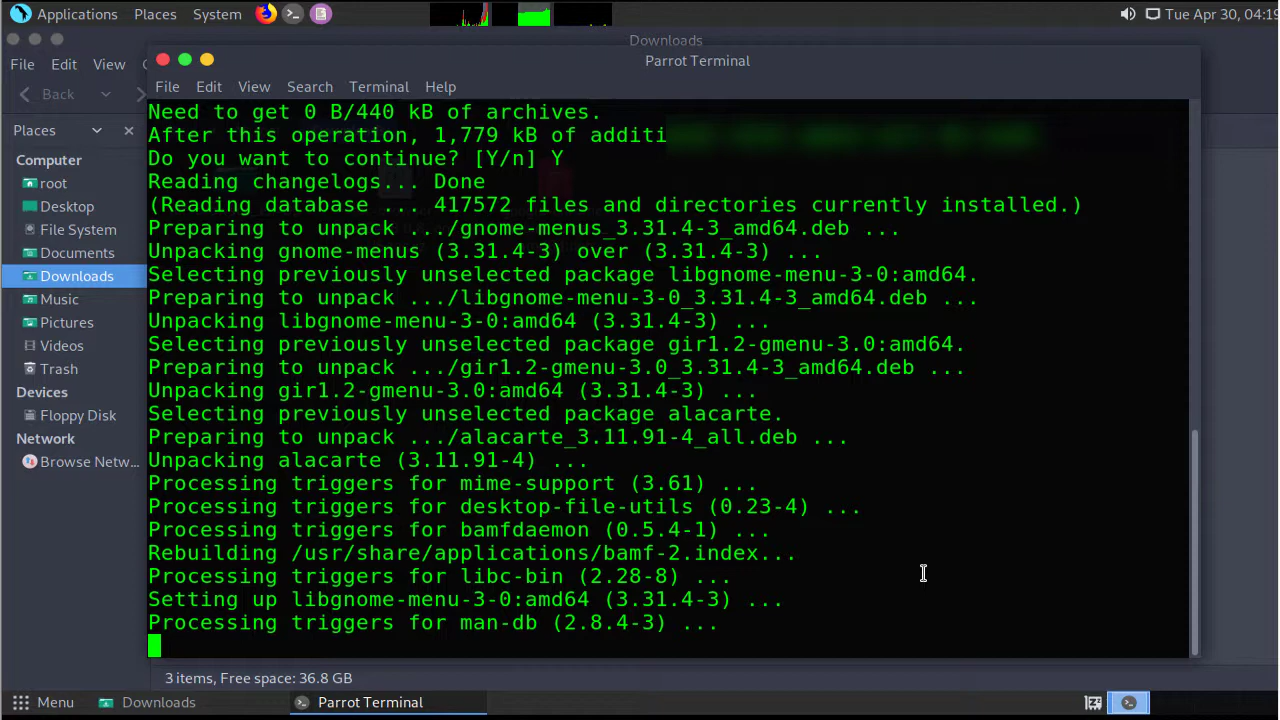 Applications Places System Tue Apr 30, 04:19
Downloads
Parrot Terminal
File Edit View
File Edit View Search Terminal Help
Back
Places
Computer
root
Desktop
File System
Documents
Downloads
Music
Pictures
Videos
Trash
Devices
Floppy Disk
Network
Browse Netw...
Need to get 0 B/440 kB of archives.
After this operation, 1,779 kB of additi
Do you want to continue? [Y/n] Y
Reading changelogs... Done
(Reading database ... 417572 files and directories currently installed.)
Preparing to unpack .../gnome-menus_3.31.4-3_amd64.deb ...
Unpacking gnome-menus (3.31.4-3) over (3.31.4-3) ...
Selecting previously unselected package libgnome-menu-3-0:amd64.
Preparing to unpack .../libgnome-menu-3-0_3.31.4-3_amd64.deb ...
Unpacking libgnome-menu-3-0:amd64 (3.31.4-3) ...
Selecting previously unselected package gir1.2-gmenu-3.0:amd64.
Preparing to unpack .../gir1.2-gmenu-3.0_3.31.4-3_amd64.deb ...
Unpacking gir1.2-gmenu-3.0:amd64 (3.31.4-3) ...
Selecting previously unselected package alacarte.
Preparing to unpack .../alacarte_3.11.91-4_all.deb ...
Unpacking alacarte (3.11.91-4) ...
Processing triggers for mime-support (3.61) ...
Processing triggers for desktop-file-utils (0.23-4) ...
Processing triggers for bamfdaemon (0.5.4-1) ...
Rebuilding /usr/share/applications/bamf-2.index...
Processing triggers for libc-bin (2.28-8) ...
Setting up libgnome-menu-3-0:amd64 (3.31.4-3) ...
Processing triggers for man-db (2.8.4-3) ...
3 items, Free space: 36.8 GB
Menu Downloads Parrot Terminal